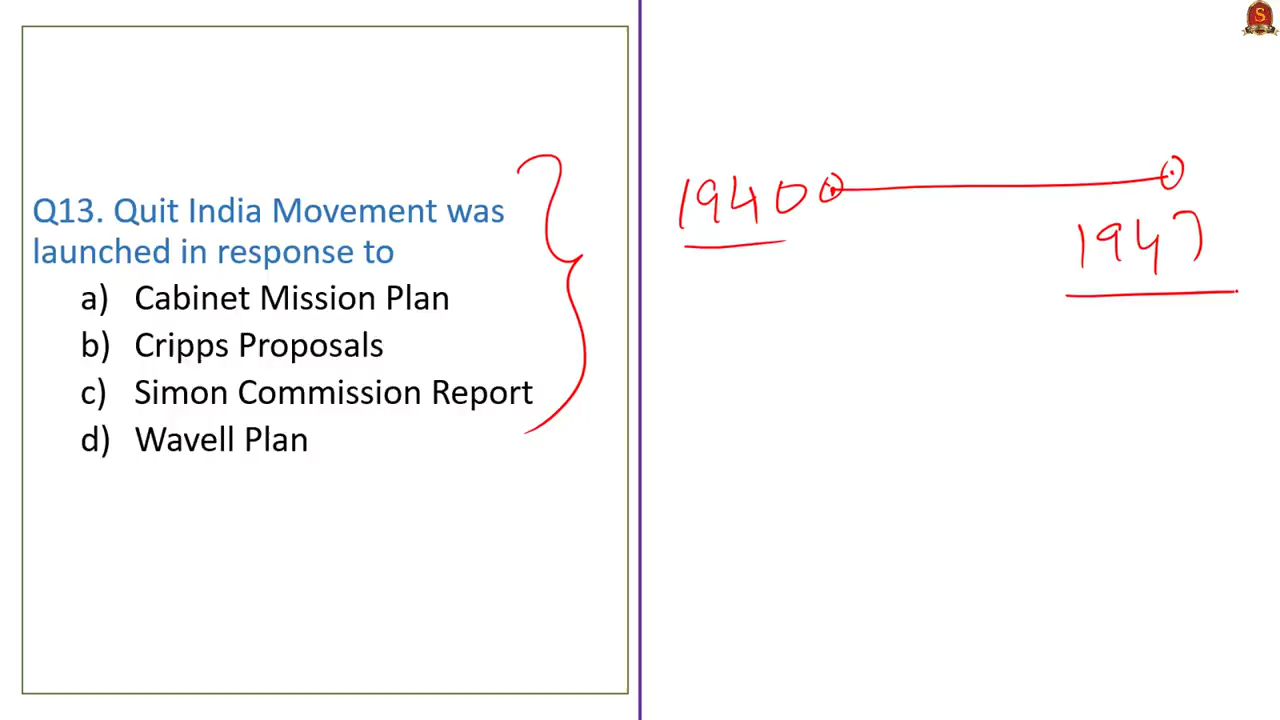 Q13. Quit India Movement was
launched in response to
a) Cabinet Mission Plan
b) Cripps Proposals
c) Simon Commission Report
d) Wavell Plan
1940
1947
S